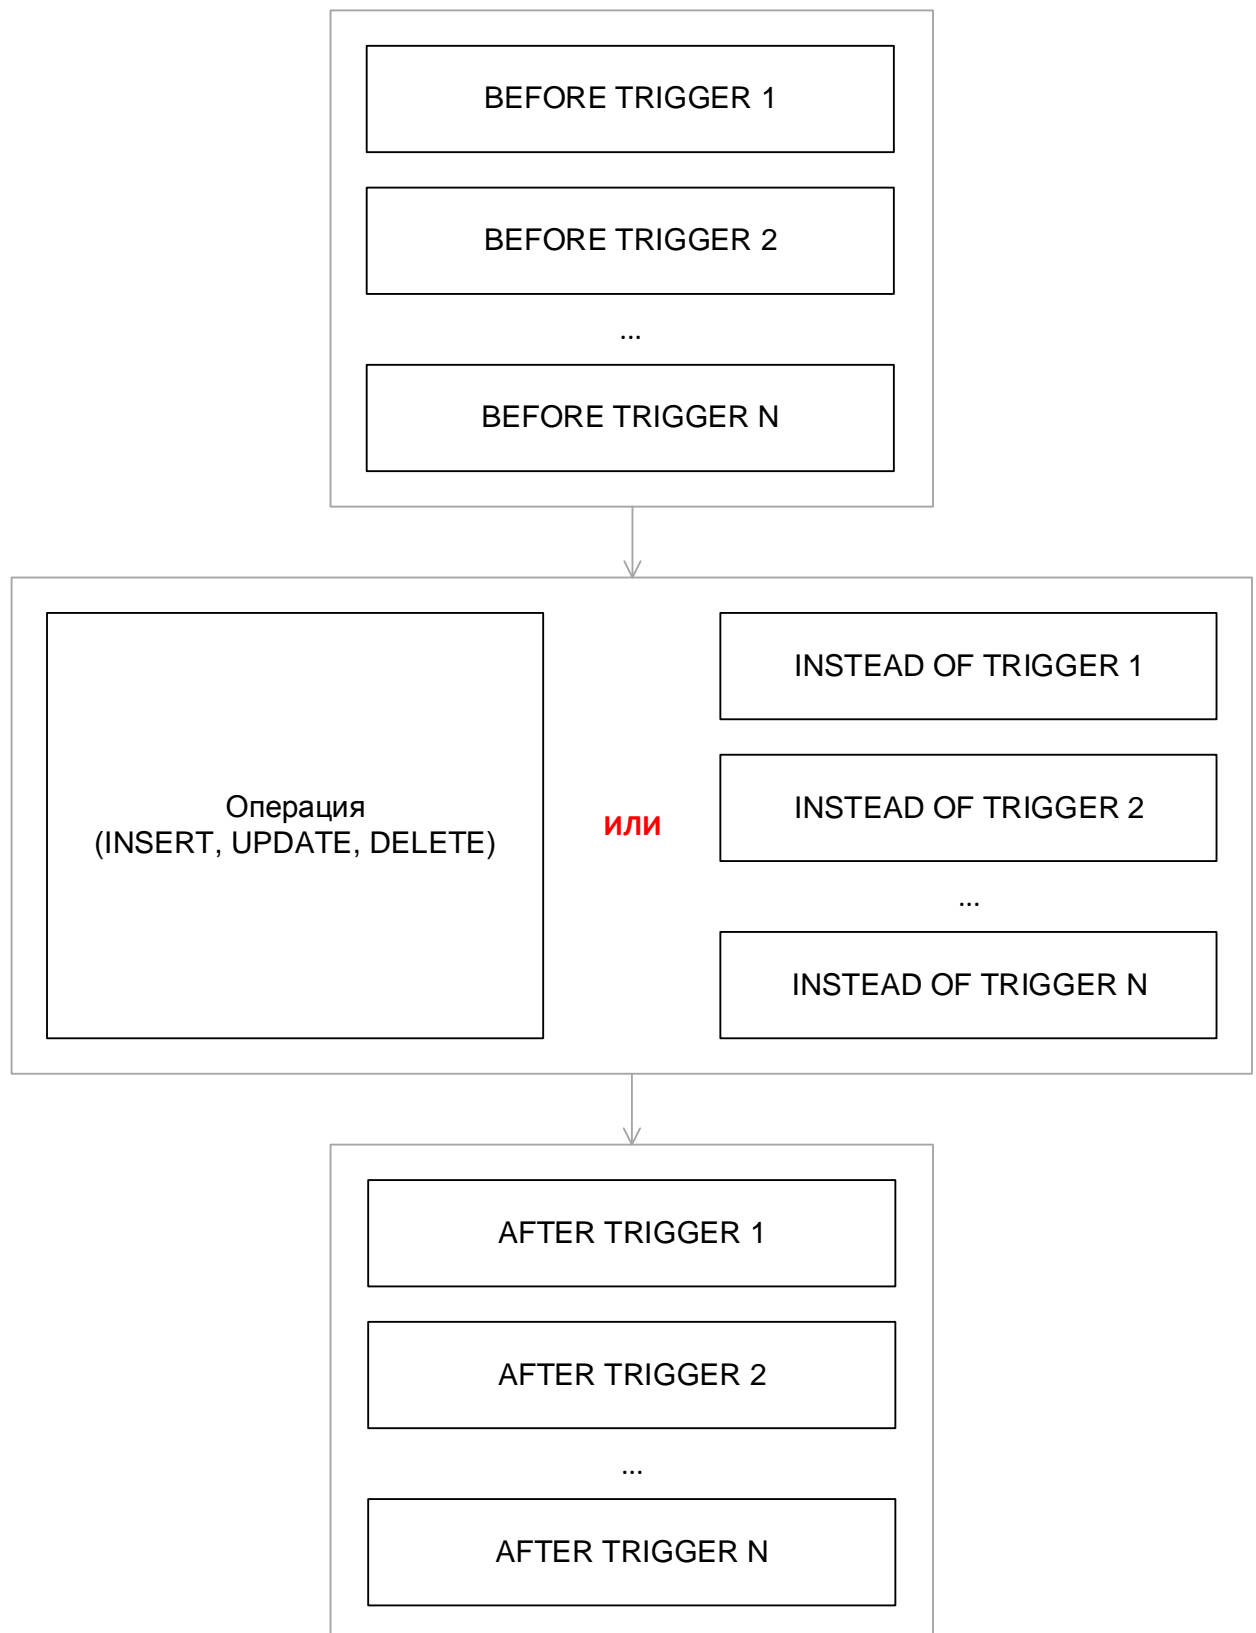 BEFORE TRIGGER 1
BEFORE TRIGGER 2
...
BEFORE TRIGGER N
Операция
(INSERT, UPDATE, DELETE)
или
INSTEAD OF TRIGGER 1
INSTEAD OF TRIGGER 2
...
INSTEAD OF TRIGGER N
AFTER TRIGGER 1
AFTER TRIGGER 2
...
AFTER TRIGGER N